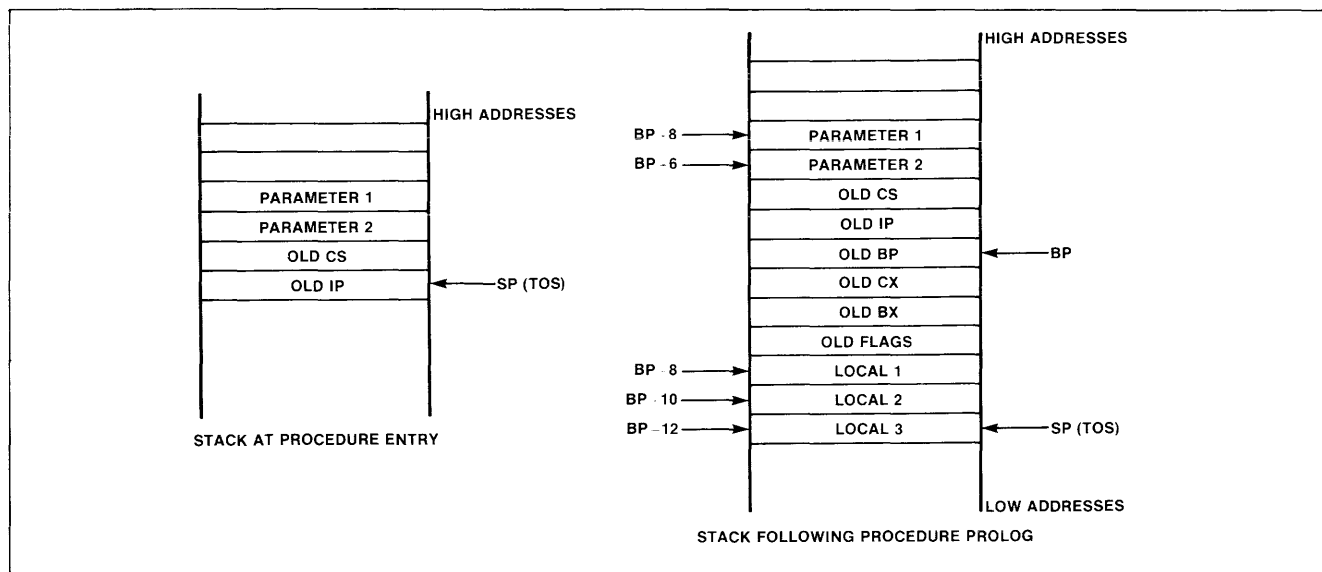 HIGH ADDRESSES
PARAMETER 1
PARAMETER 2
OLD CS
OLD IP
SP (TOS)
STACK AT PROCEDURE ENTRY
HIGH ADDRESSES
BP - 8
PARAMETER 1
BP - 6
PARAMETER 2
OLD CS
OLD IP
OLD BP
BP
OLD CX
OLD BX
OLD FLAGS
BP - 8
LOCAL 1
BP - 10
LOCAL 2
BP - 12
LOCAL 3
SP (TOS)
LOW ADDRESSES
STACK FOLLOWING PROCEDURE PROLOG